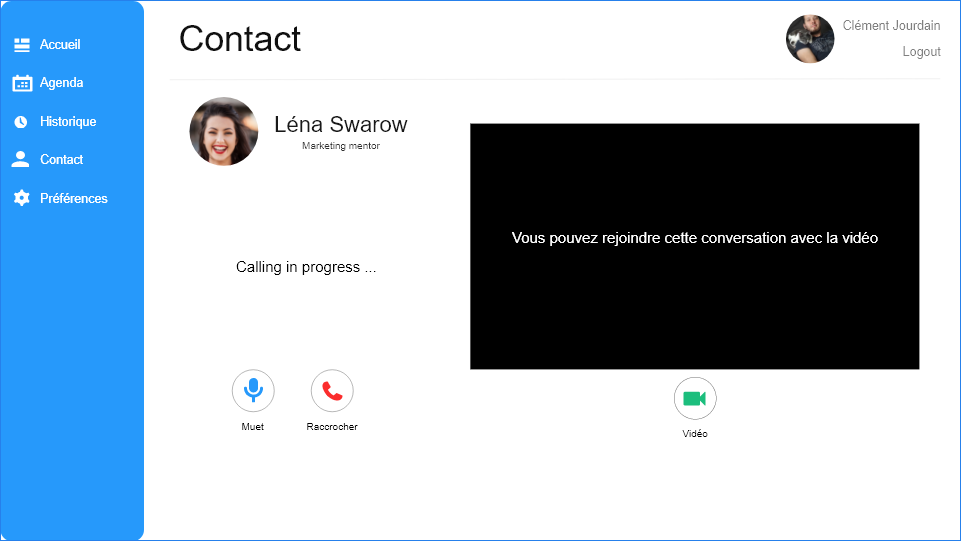 Accueil
Agenda
Historique
Contact
Préférences
Contact
Clément Jourdain
Logout
Léna Swarow
Marketing mentor
Calling in progress ...
Muet
Raccrocher
Vous pouvez rejoindre cette conversation avec la vidéo
Vidéo